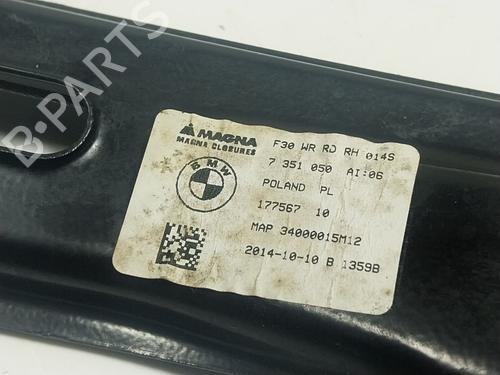 B-PARTS
MAGNA
MAGNA CLOSURES
BMW
F30 WR RD RH 014S
7 351 050 AI:06
POLAND PL
177567 10
MAP 34000015M12
2014-10-10 B 1359B